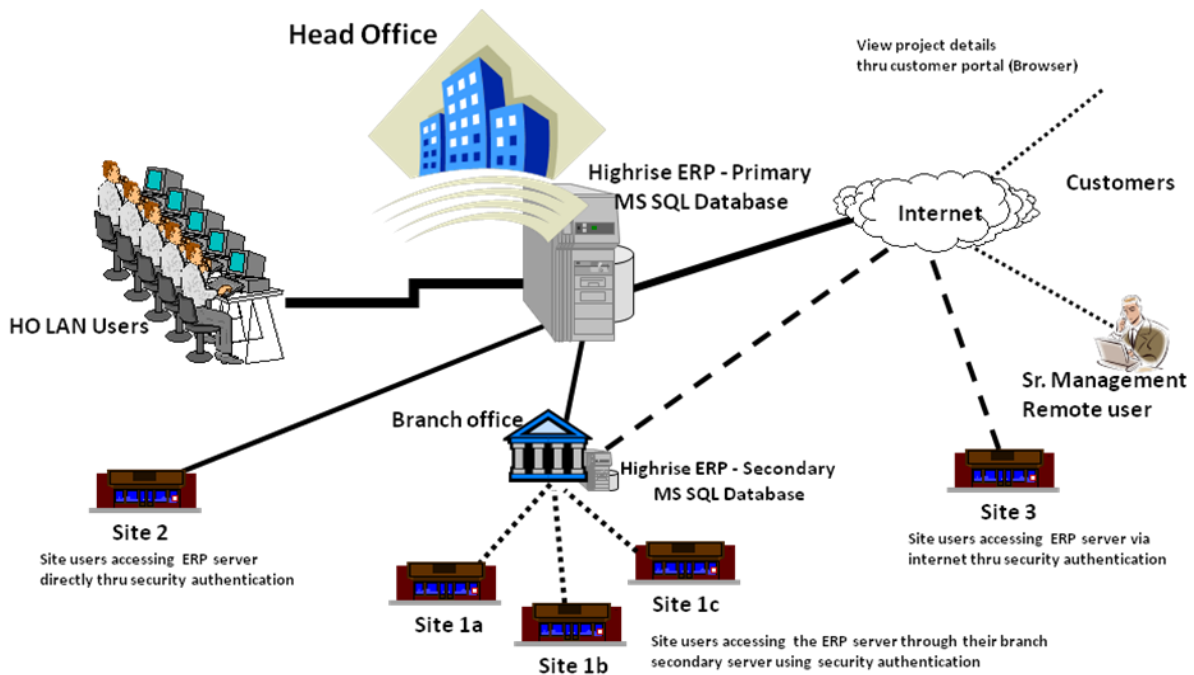 Head Office
View project details
thru customer portal (Browser)
Highrise ERP - Primary
MS SQL Database
Internet
Customers
HO LAN Users
Sr. Management
Remote user
Branch office
Highrise ERP - Secondary
MS SQL Database
Site 2
Site users accessing ERP server
directly thru security authentication
Site 3
Site users accessing ERP server via
internet thru security authentication
Site 1a
Site 1b
Site 1c
Site users accessing the ERP server through their branch
secondary server using security authentication